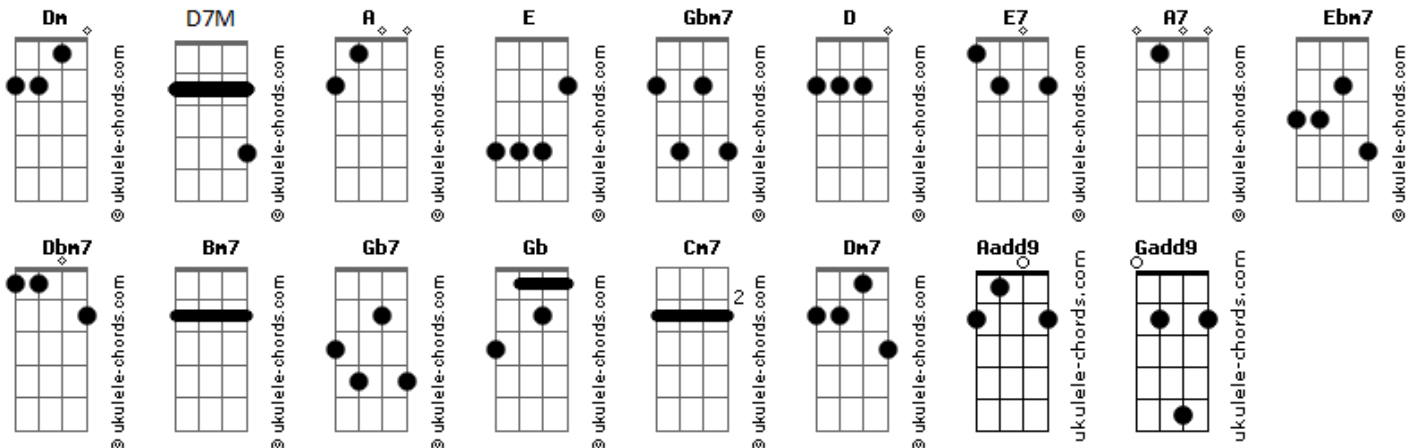 Dm D7M A E Gbm7 D E7 A7 Ebm7
© ukulele-chords.com © ukulele-chords.com © ukulele-chords.com © ukulele-chords.com © ukulele-chords.com © ukulele-chords.com © ukulele-chords.com © ukulele-chords.com © ukulele-chords.com
Dbm7 Bm7 Gb7 Gb Cm7 Dm7 Aadd9 Gadd9
2
© ukulele-chords.com © ukulele-chords.com © ukulele-chords.com © ukulele-chords.com © ukulele-chords.com © ukulele-chords.com ukulele-chords.com ukulele-chords.com